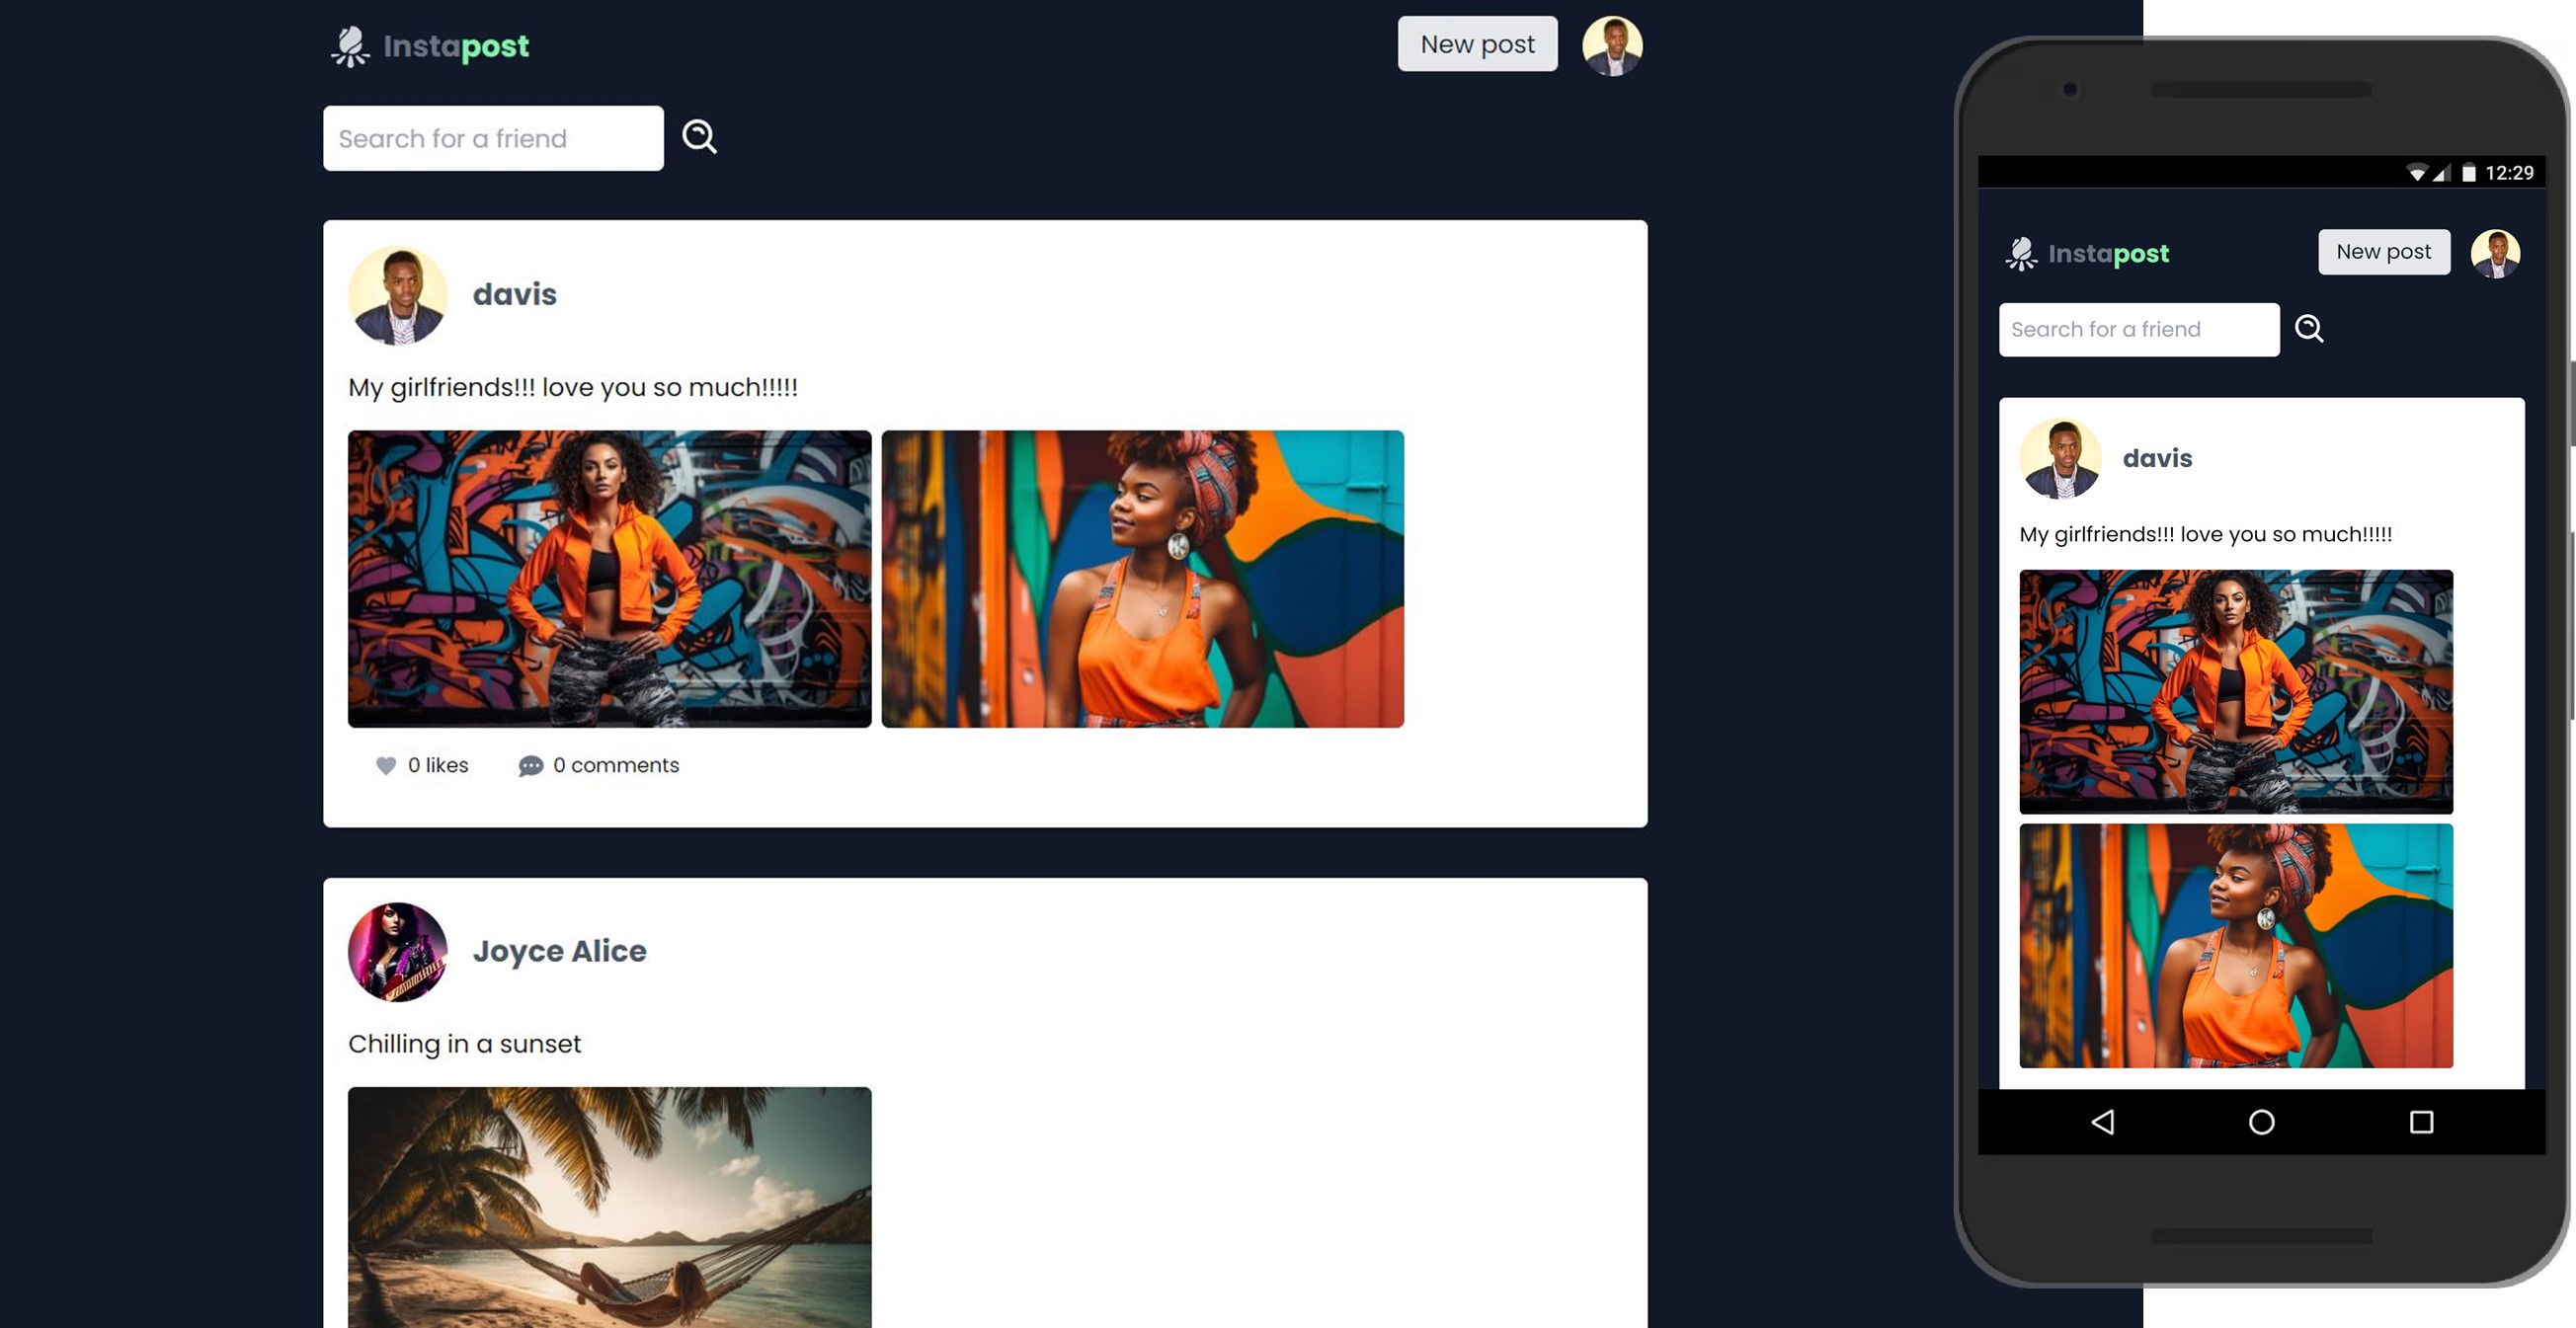 Instapost
New post
Search for a friend
davis
My girlfriends!!! love you so much!!!!!
0 likes
0 comments
Joyce Alice
Chilling in a sunset
12:29
Instapost
New post
Search for a friend
davis
My girlfriends!!! love you so much!!!!!